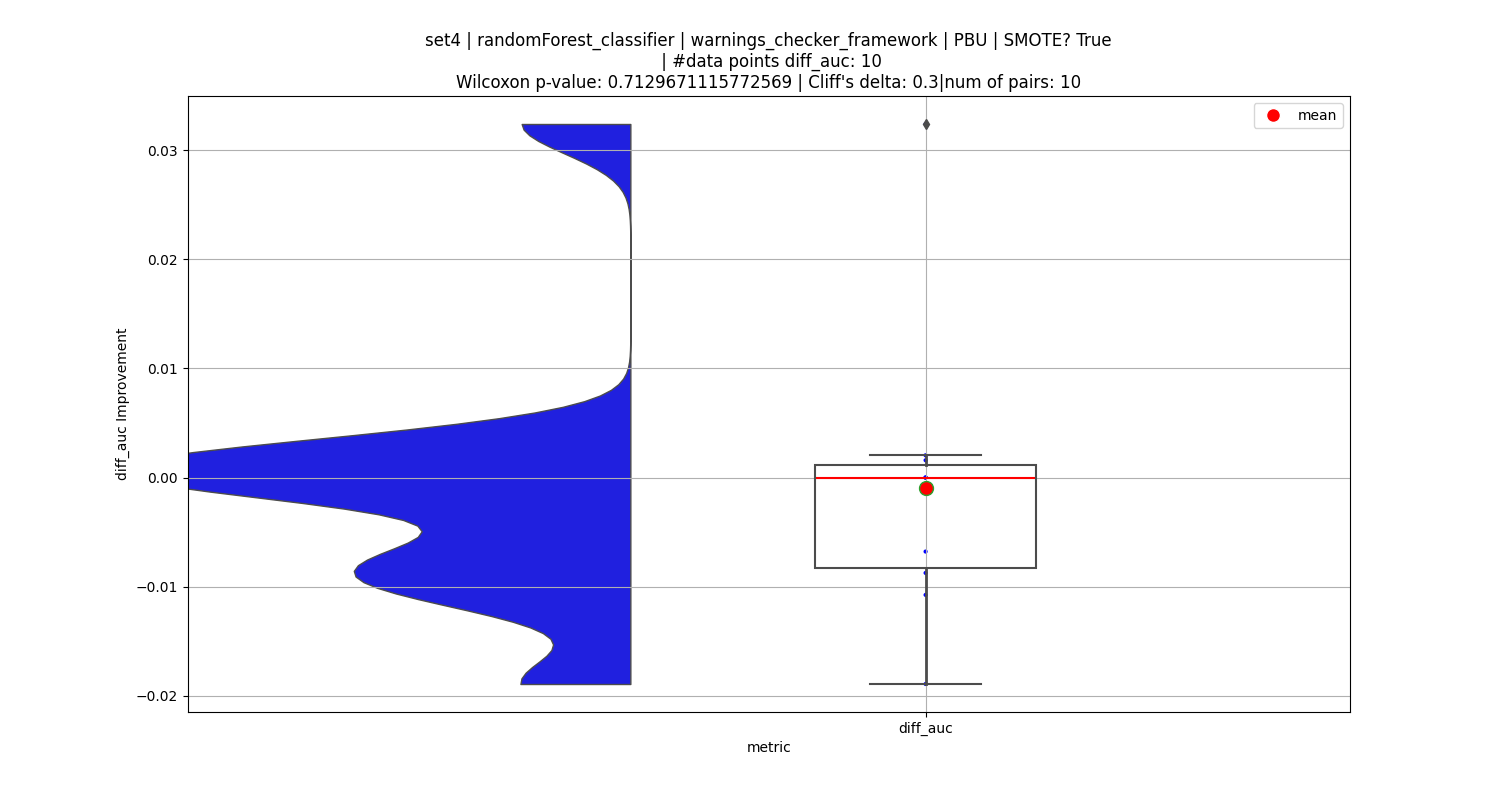 set4 | randomForest_classifier | warnings_checker_framework | PBU | SMOTE? True
| #data points diff_auc: 10
Wilcoxon p-value: 0.7129671115772569 | Cliff's delta: 0.3|num of pairs: 10
mean
0.03
0.02
0.01
0.00
−0.01
−0.02
diff_auc Improvement
diff_auc
metric